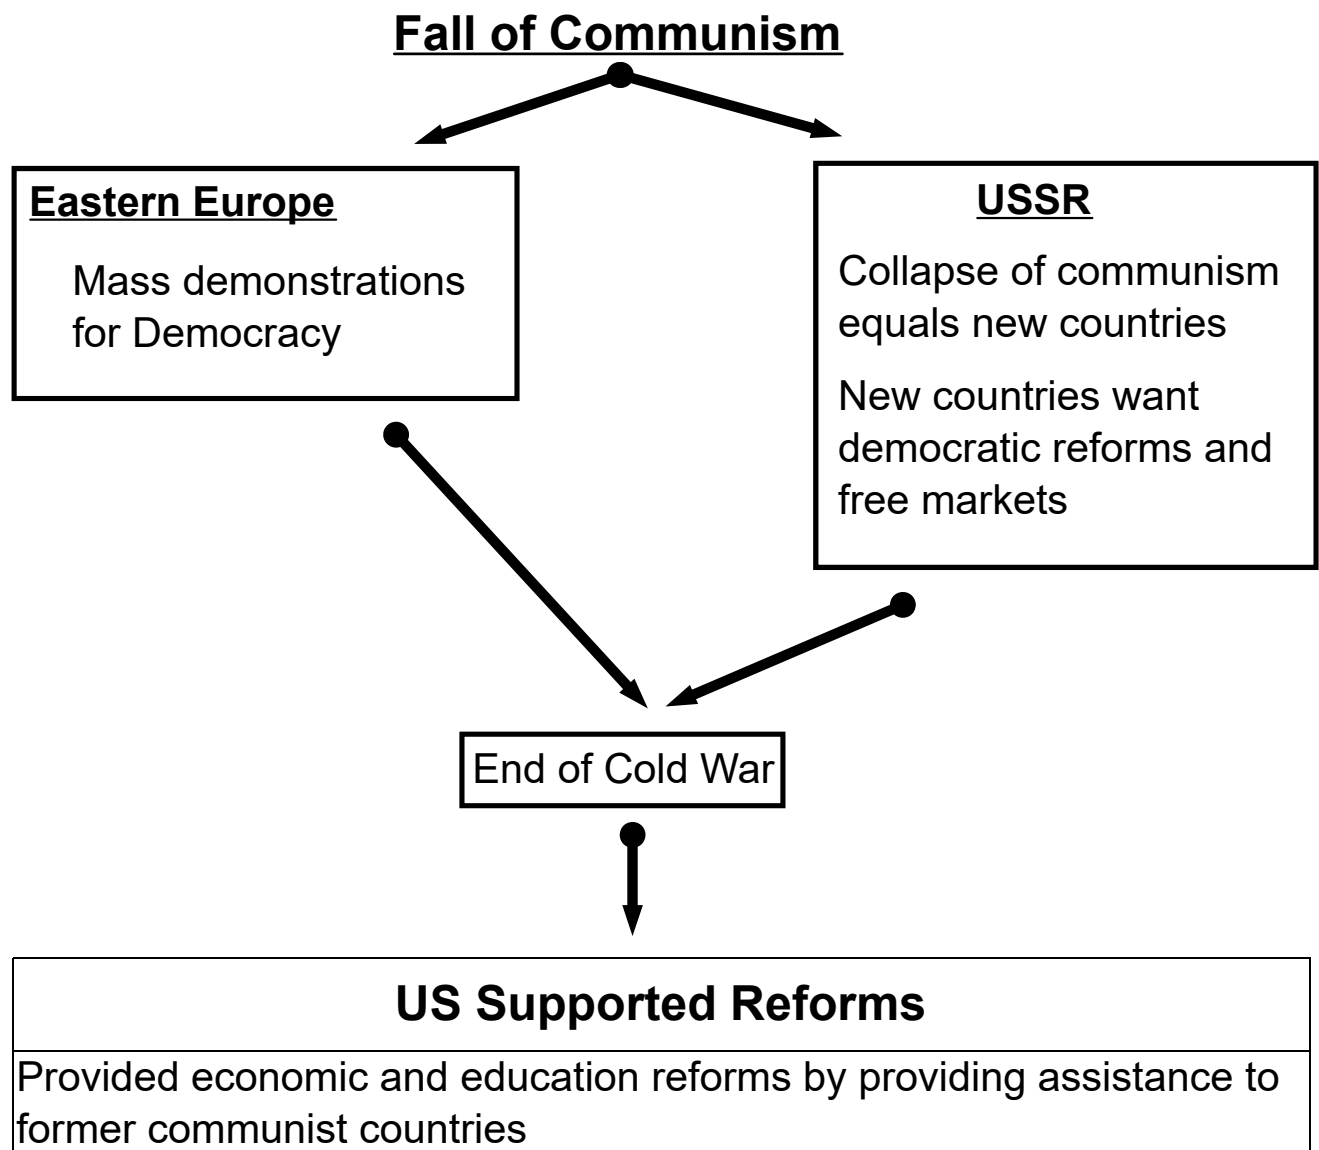 Fall of Communism
Eastern Europe
Mass demonstrations
for Democracy
USSR
Collapse of communism
equals new countries
New countries want
democratic reforms and
free markets
End of Cold War
US Supported Reforms
Provided economic and education reforms by providing assistance to
former communist countries